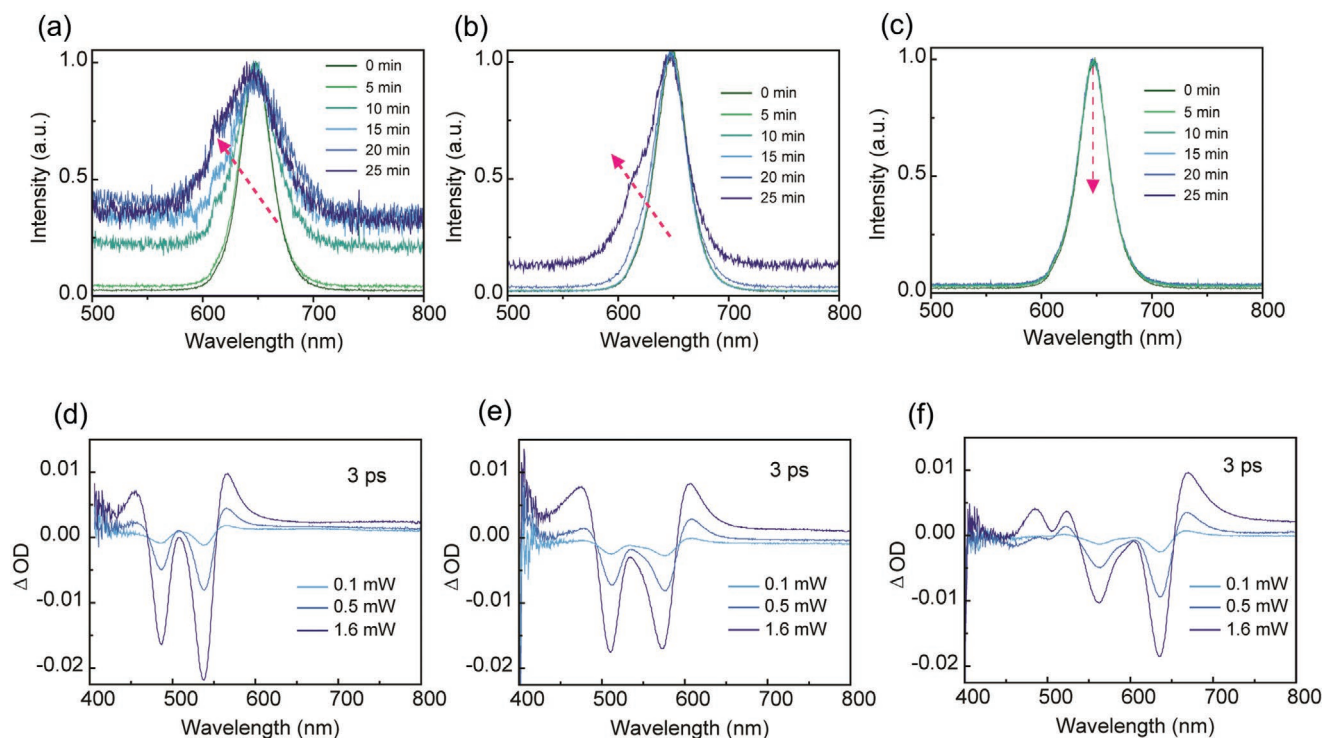 (a)
1.0
0.5
0.0
Intensity (a.u.)
500 600 700 800
Wavelength (nm)
0 min
5 min
10 min
15 min
20 min
25 min
(b)
1.0
0.5
0.0
Intensity (a.u.)
500 600 700 800
Wavelength (nm)
0 min
5 min
10 min
15 min
20 min
25 min
(c)
1.0
0.5
0.0
Intensity (a.u.)
500 600 700 800
Wavelength (nm)
0 min
5 min
10 min
15 min
20 min
25 min
(d)
3 ps
0.01
0.00
-0.01
-0.02
Δ OD
0.1 mW
0.5 mW
1.6 mW
400 500 600 700 800
Wavelength (nm)
(e)
3 ps
0.01
0.00
-0.01
-0.02
Δ OD
0.1 mW
0.5 mW
1.6 mW
400 500 600 700 800
Wavelength (nm)
(f)
3 ps
0.01
0.00
-0.01
-0.02
Δ OD
0.1 mW
0.5 mW
1.6 mW
400 500 600 700 800
Wavelength (nm)